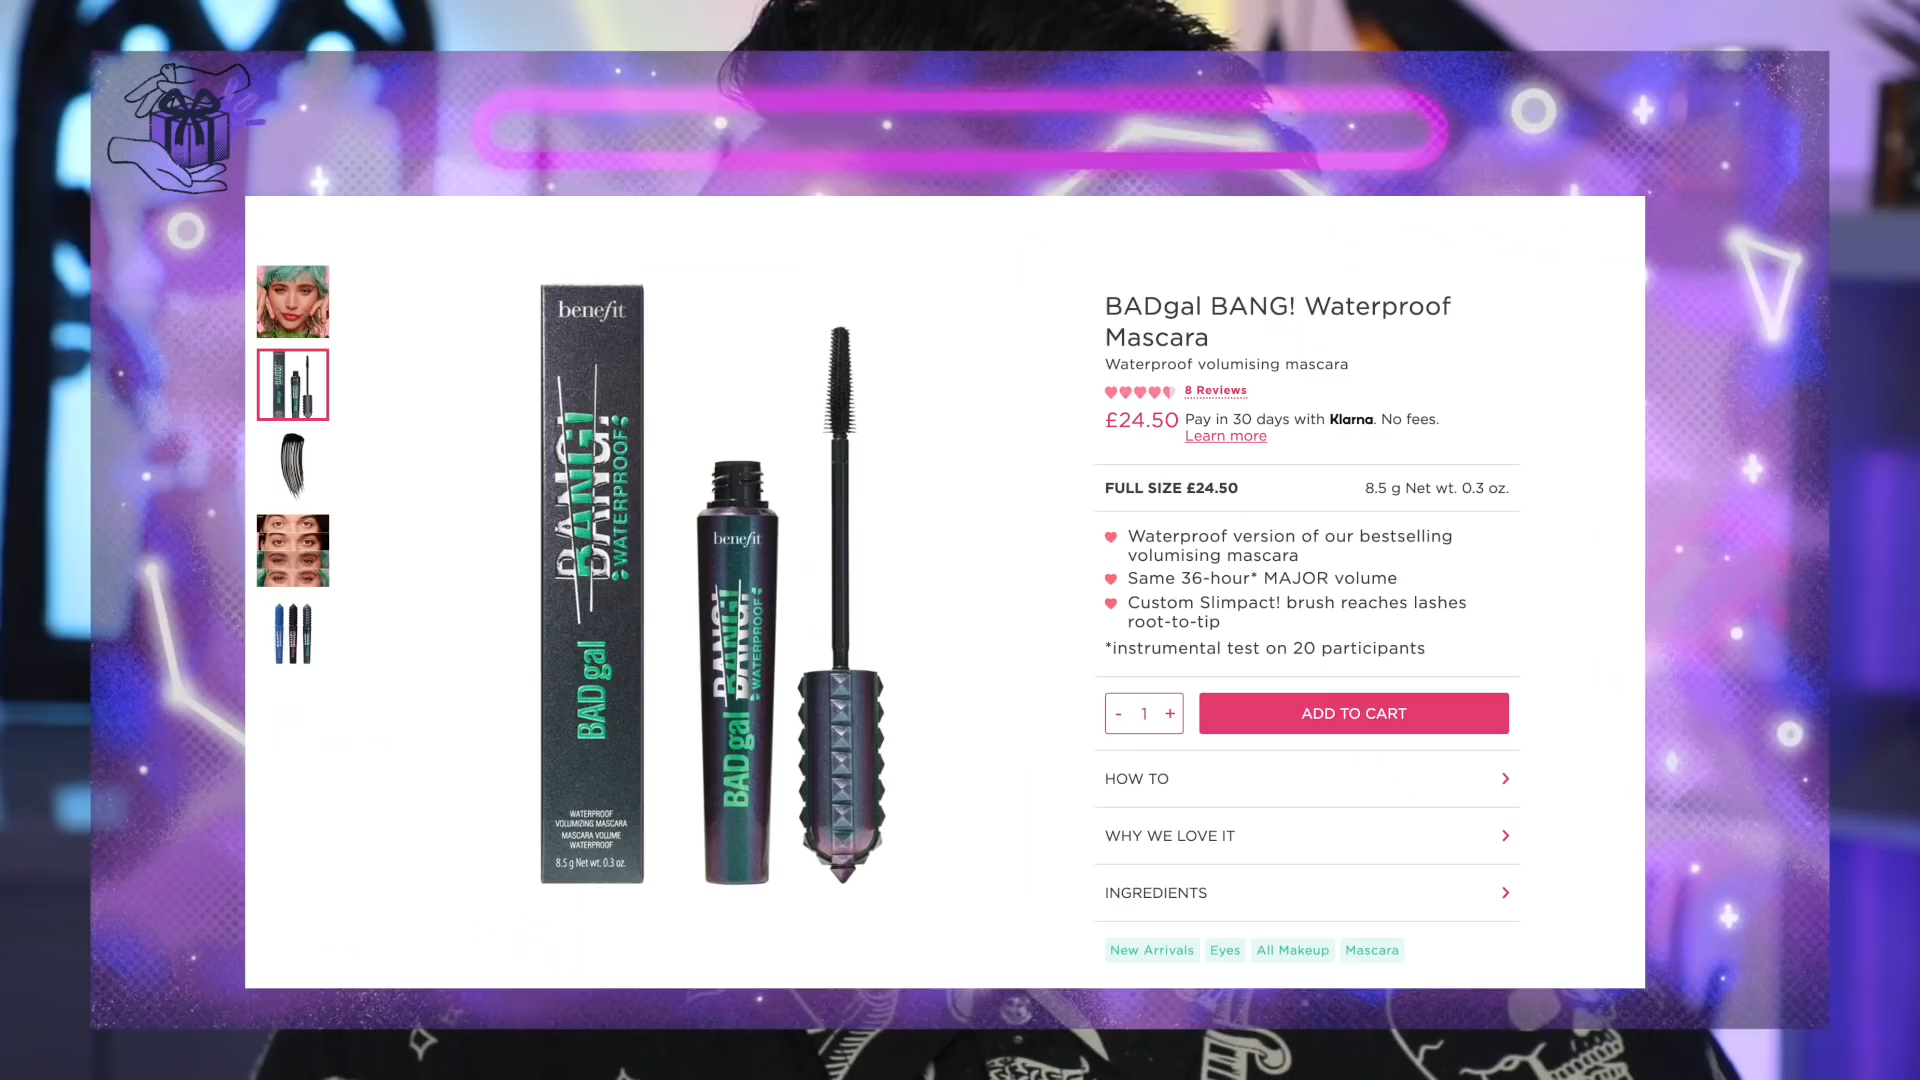 benefit
BANG!
BANG!
BANG!
WATERPROOF
BADgal
WATERPROOF
VOLUMIZING MASCARA
MASCARA VOLUME
WATERPROOF
8.5 g Net wt. 0.3 oz.
benefit
BANG!
BANG!
BANG!
WATERPROOF
BADgal
BADgal BANG! Waterproof
Mascara
Waterproof volumising mascara
8 Reviews
£24.50 Pay in 30 days with Klarna. No fees.
Learn more
FULL SIZE £24.50 8.5 g Net wt. 0.3 oz.
Waterproof version of our bestselling
volumising mascara
Same 36-hour* MAJOR volume
Custom Slimpact! brush reaches lashes
root-to-tip
*instrumental test on 20 participants
- 1 + ADD TO CART
HOW TO
WHY WE LOVE IT
INGREDIENTS
New Arrivals Eyes All Makeup Mascara